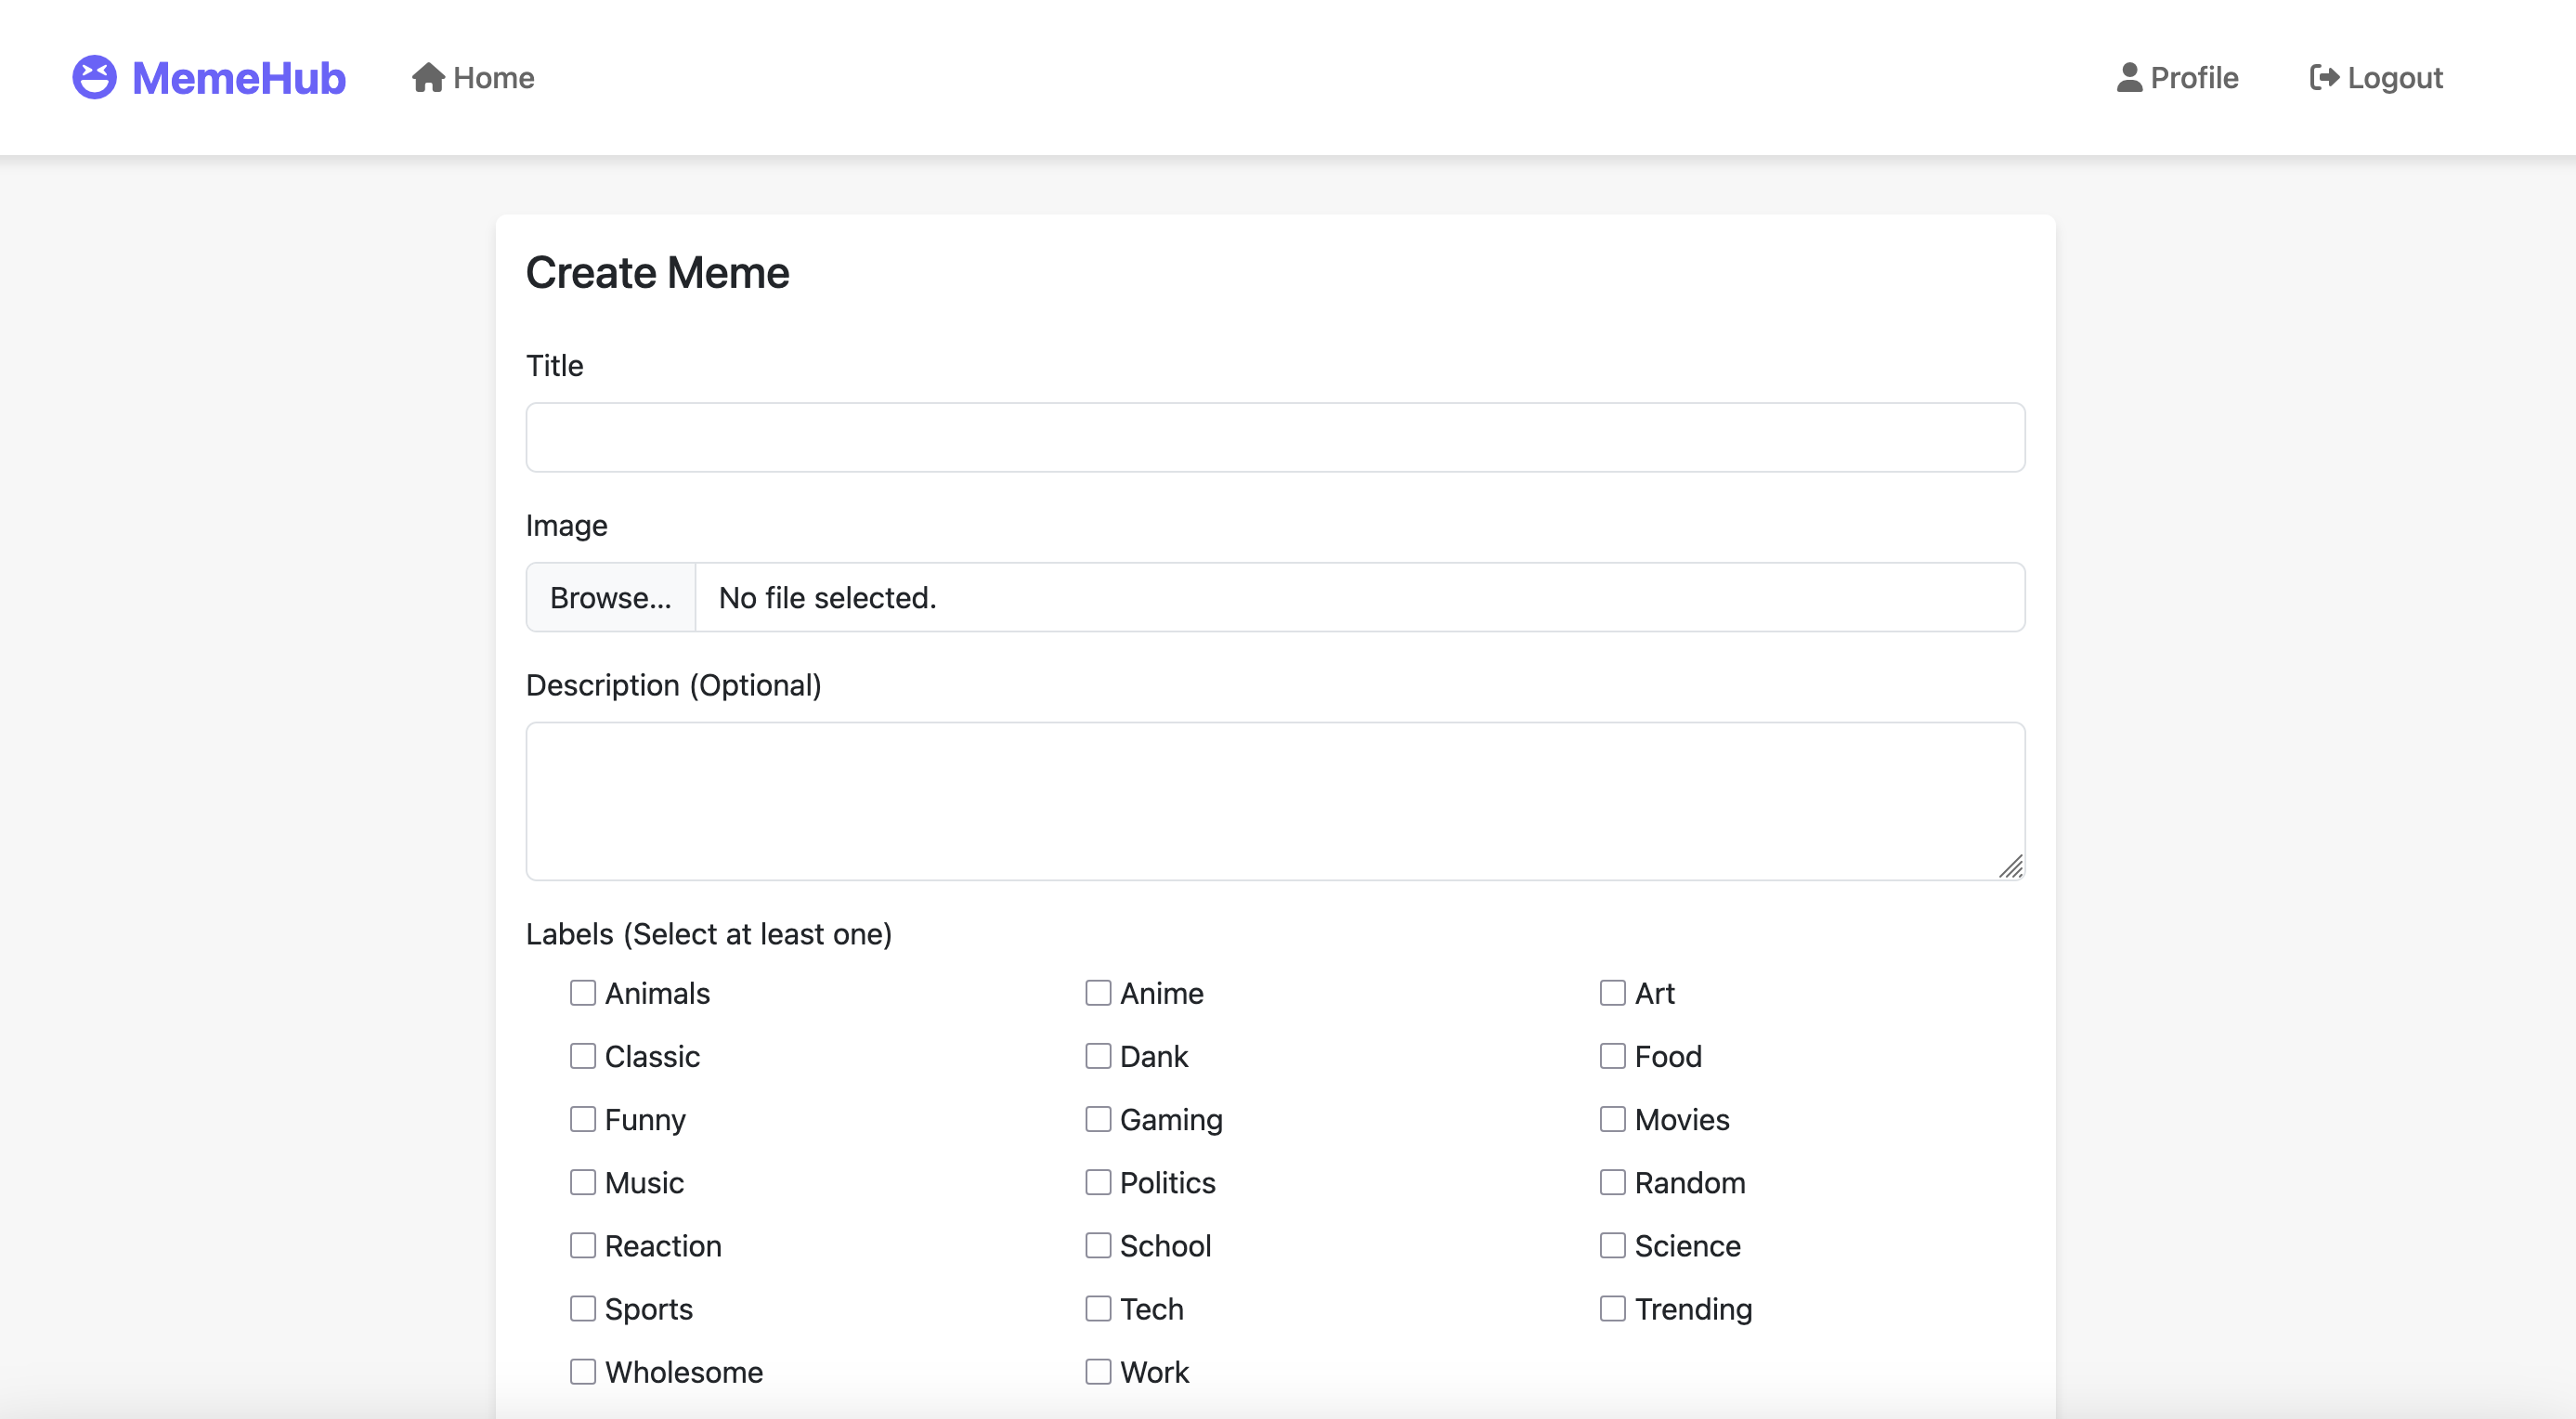 MemeHub Home Profile Logout
Create Meme
Title
Image
Browse... No file selected.
Description (Optional)
Labels (Select at least one)
Animals Anime Art
Classic Dank Food
Funny Gaming Movies
Music Politics Random
Reaction School Science
Sports Tech Trending
Wholesome Work